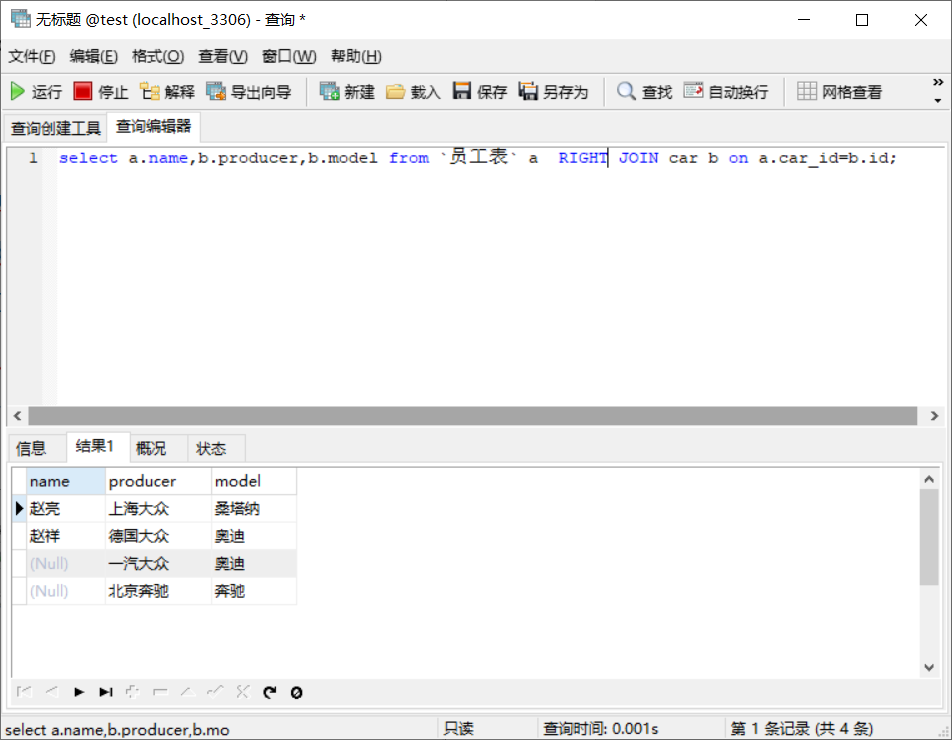 无标题 @test (localhost_3306) - 查询 *
文件(F) 编辑(E) 格式(O) 查看(V) 窗口(W) 帮助(H)
运行 停止 解释 导出向导 新建 载入 保存 另存为 查找 自动换行 网格查看 »
查询创建工具 查询编辑器
1 select a.name,b.producer,b.model from `员工表` a  RIGHT JOIN car b on a.car_id=b.id;
信息 结果1 概况 状态
name producer model
赵亮 上海大众 桑塔纳
赵祥 德国大众 奥迪
(Null) 一汽大众 奥迪
(Null) 北京奔驰 奔驰
select a.name,b.producer,b.mo 只读 查询时间: 0.001s 第 1 条记录 (共 4 条)